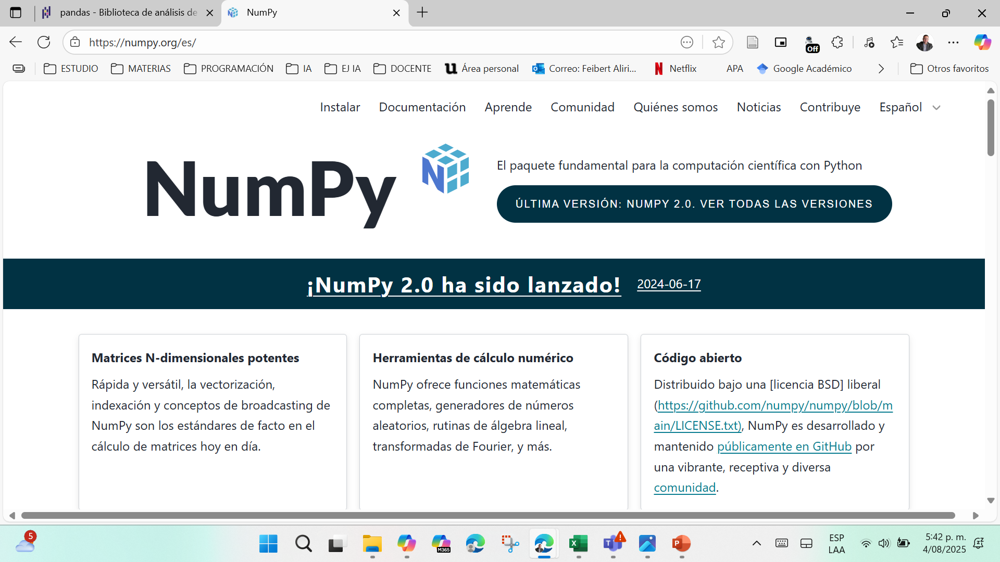 pandas - Biblioteca de análisis de
NumPy
https://numpy.org/es/
Off
ESTUDIO
MATERIAS
PROGRAMACIÓN
IA
EJ IA
DOCENTE
Área personal
Correo: Feibert Aliri...
Netflix
APA
Google Académico
Otros favoritos
Instalar
Documentación
Aprende
Comunidad
Quiénes somos
Noticias
Contribuye
Español
NumPy
El paquete fundamental para la computación científica con Python
ÚLTIMA VERSIÓN: NUMPY 2.0. VER TODAS LAS VERSIONES
¡NumPy 2.0 ha sido lanzado!
2024-06-17
Matrices N-dimensionales potentes
Rápida y versátil, la vectorización,
indexación y conceptos de broadcasting de
NumPy son los estándares de facto en el
cálculo de matrices hoy en día.
Herramientas de cálculo numérico
NumPy ofrece funciones matemáticas
completas, generadores de números
aleatorios, rutinas de álgebra lineal,
transformadas de Fourier, y más.
Código abierto
Distribuido bajo una [licencia BSD] liberal
(https://github.com/numpy/numpy/blob/m
ain/LICENSE.txt), NumPy es desarrollado y
mantenido públicamente en GitHub por
una vibrante, receptiva y diversa
comunidad.
5
M365
ESP
LAA
5:42 p. m.
4/08/2025